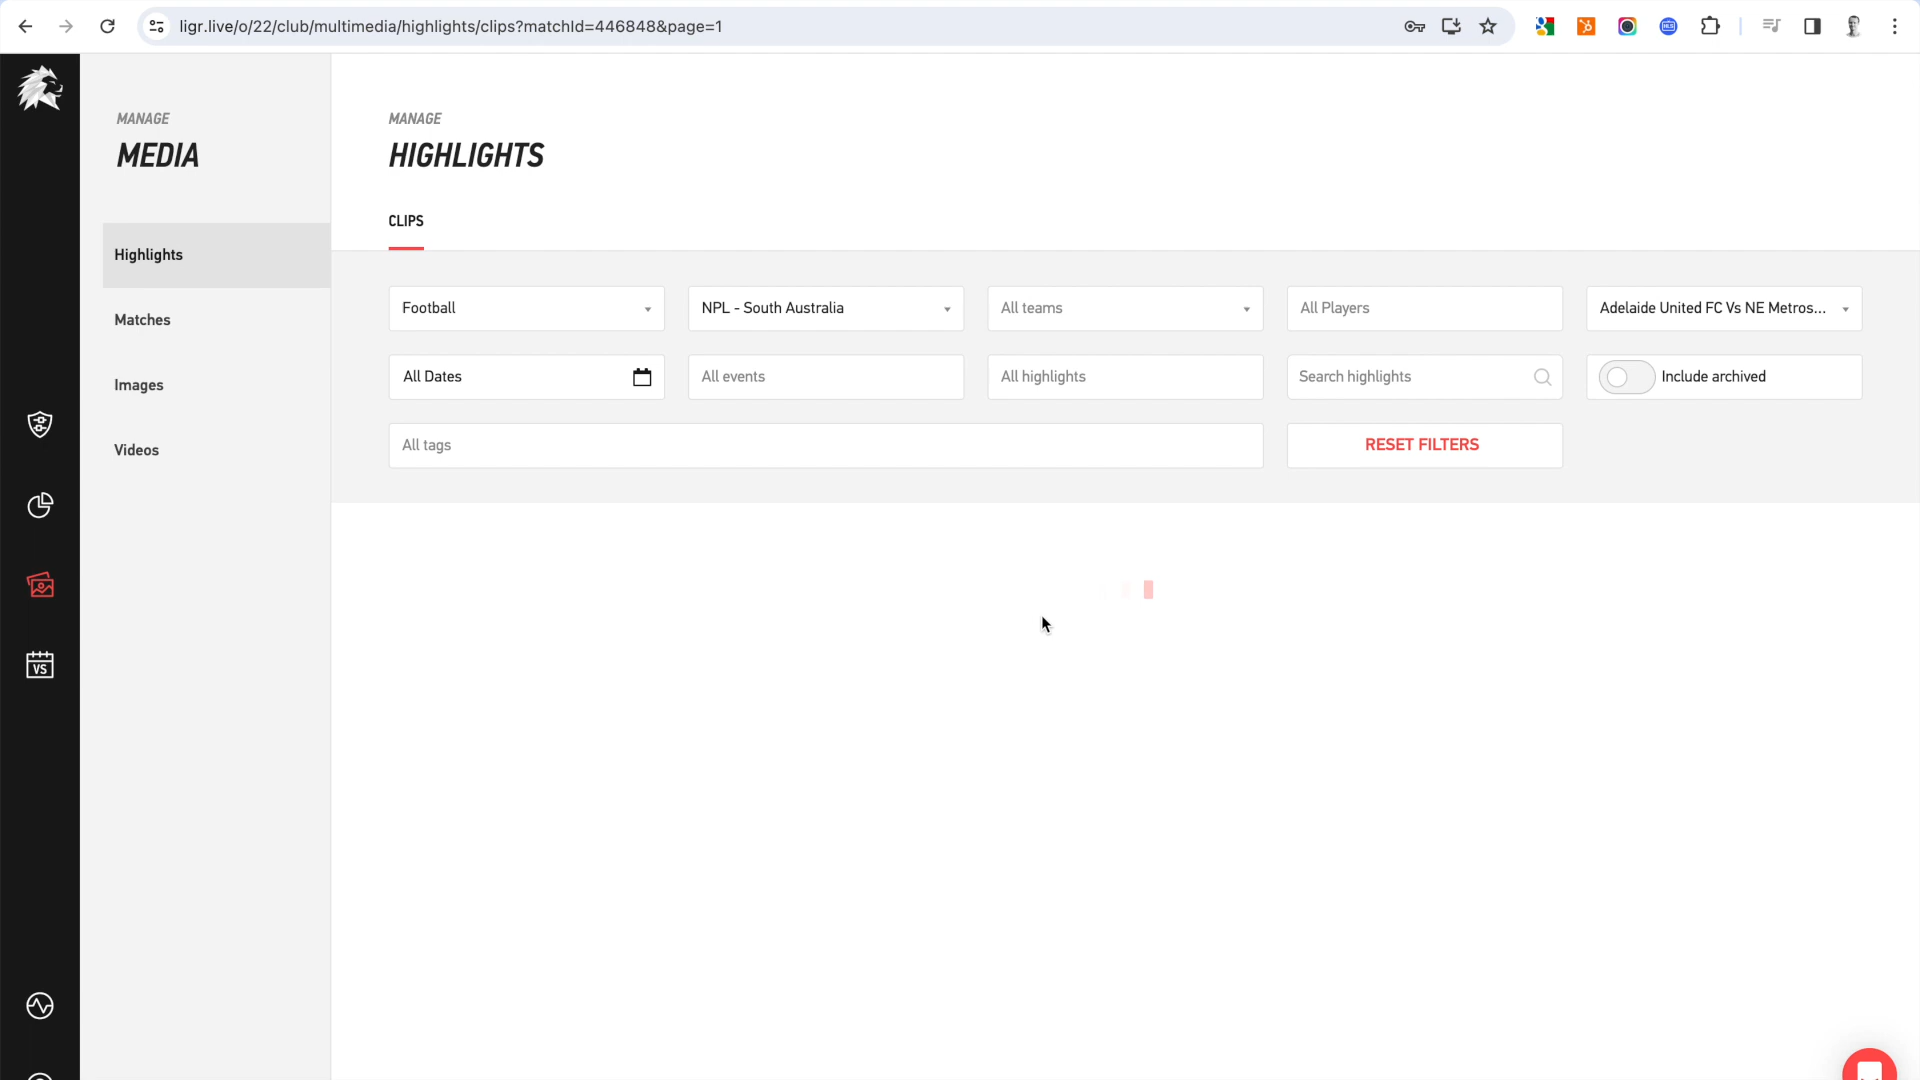 ligr.live/o/22/club/multimedia/highlights/clips?matchId=446848&page=1
MANAGE
MEDIA
Highlights
Matches
Images
Videos
VS
MANAGE
HIGHLIGHTS
CLIPS
Football
NPL - South Australia
All teams
All Players
Adelaide United FC Vs NE Metros...
All Dates
All events
All highlights
Search highlights
Include archived
All tags
RESET FILTERS